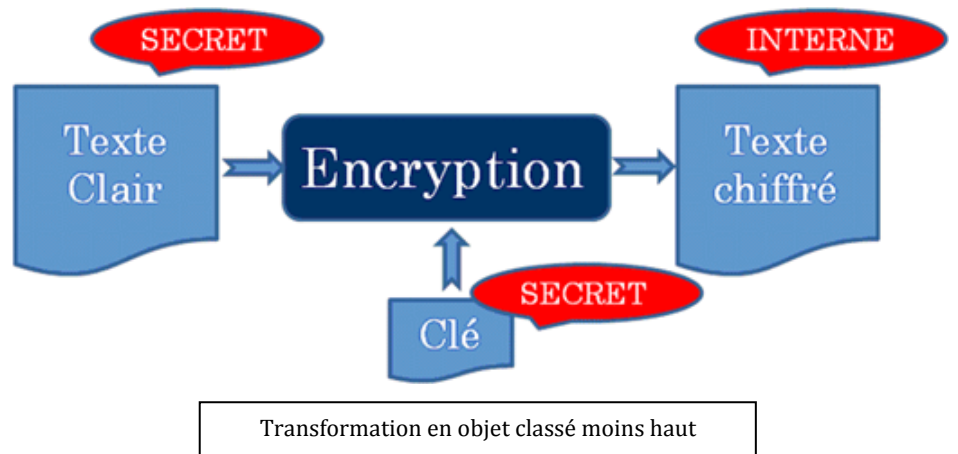 SECRET
INTERNE
Texte
Clair
Encryption
Texte
chiffré
SECRET
Clé
Transformation en objet classé moins haut